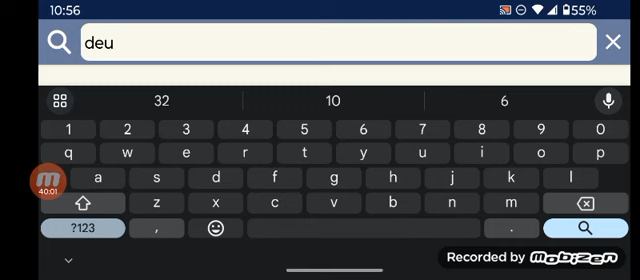 10:56 55%
deu
32 10 6
1 2 3 4 5 6 7 8 9 0
q w e r t y u i o p
a s d f g h j k l
40:01
z x c v b n m
?123 , .
Recorded by mobizen